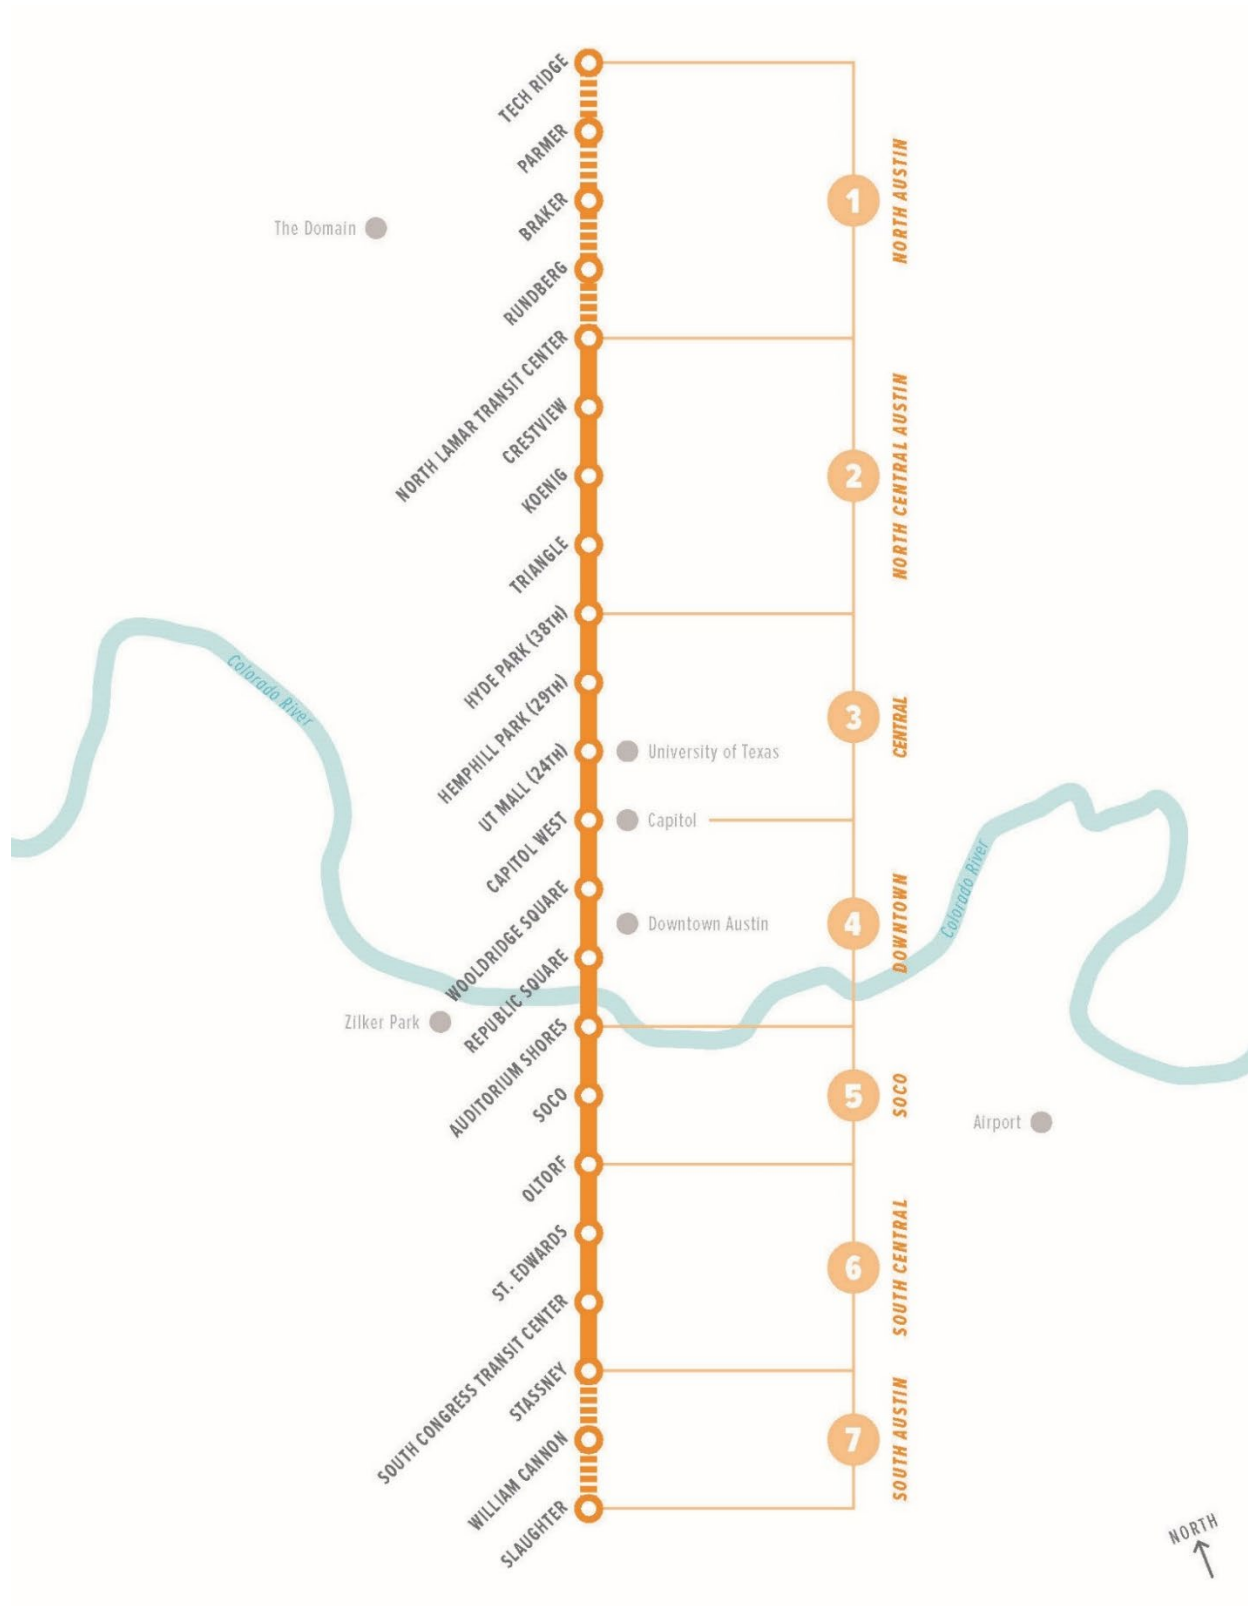 TECH RIDGE
PARMER
BRAKER
RUNDBERG
NORTH LAMAR TRANSIT CENTER
CRESTVIEW
KOENIG
TRIANGLE
HYDE PARK (38TH)
HEMPHILL PARK (29TH)
UT MALL (24TH)
CAPITOL WEST
WOOLDRIDGE SQUARE
REPUBLIC SQUARE
AUDITORIUM SHORES
SOCO
OLTORF
ST. EDWARDS
SOUTH CONGRESS TRANSIT CENTER
STASSNEY
WILLIAM CANNON
SLAUGHTER
The Domain
Colorado River
University of Texas
Capitol
Downtown Austin
Zilker Park
Colorado River
Airport
1
NORTH AUSTIN
2
NORTH CENTRAL AUSTIN
3
CENTRAL
4
DOWNTOWN
5
SOCO
6
SOUTH CENTRAL
7
SOUTH AUSTIN
NORTH